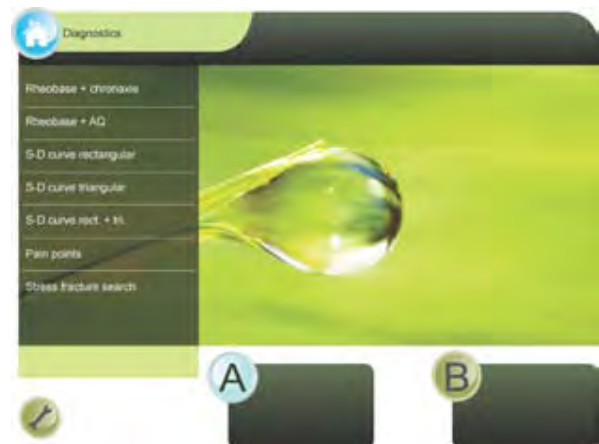 Diagnostics
Rheobase + chronaxie
Rheobase + AQ
S-D curve rectangular
S-D curve triangular
S-D curve rect. + tri.
Pain points
Stress fracture search
A
B